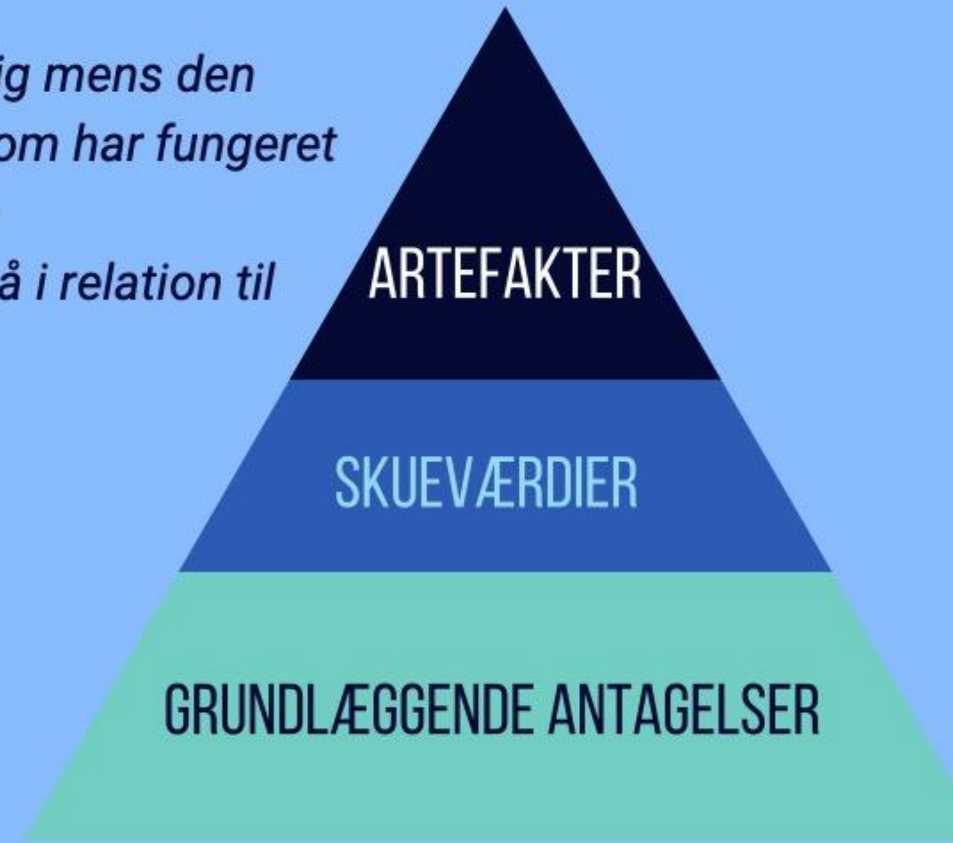 ig mens den
om har fungeret
å i relation til
ARTEFAKTER
SKUEVÆRDIER
GRUNDLÆGGENDE ANTAGELSER